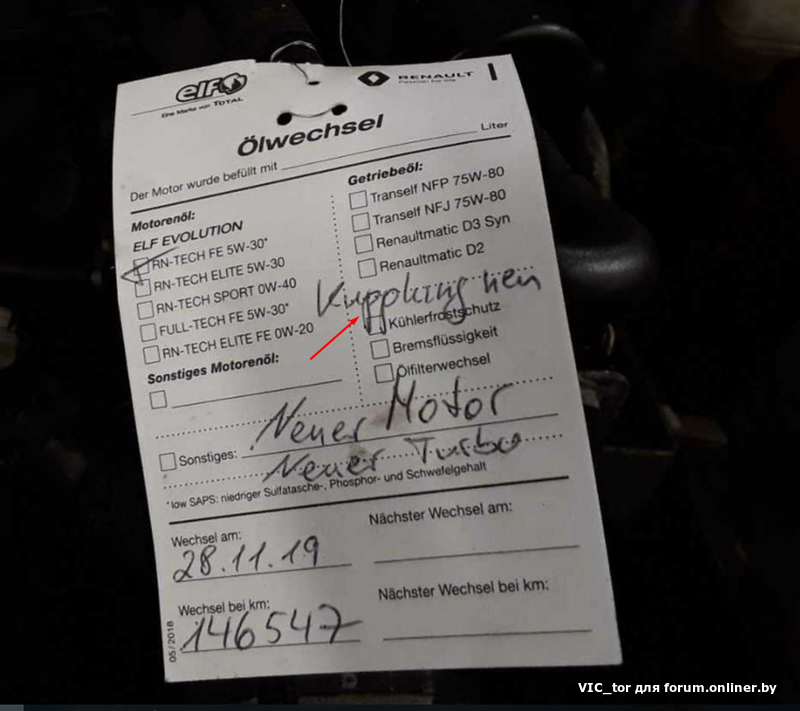 elf
Eine Marke von TOTAL
RENAULT
Passion for life
Ölwechsel
Der Motor wurde befüllt mit ____ Liter
Motorenöl:
ELF EVOLUTION
RN-TECH FE 5W-30*
RN-TECH ELITE 5W-30
RN-TECH SPORT 0W-40
FULL-TECH FE 5W-30*
RN-TECH ELITE FE 0W-20
Sonstiges Motorenöl:
Getriebeöl:
Tranself NFP 75W-80
Tranself NFJ 75W-80
Renaultmatic D3 Syn
Renaultmatic D2
Kupplung neu
Kühlerfrostschutz
Bremsflüssigkeit
Ölfilterwechsel
Neuer Motor
Sonstiges:
Neuer Turbo
*low SAPS: niedriger Sulfatasche-, Phosphor- und Schwefelgehalt
Wechsel am:
28.11.19
Nächster Wechsel am:
Wechsel bei km:
146547
Nächster Wechsel bei km:
05/2018
VIC_tor для forum.onliner.by